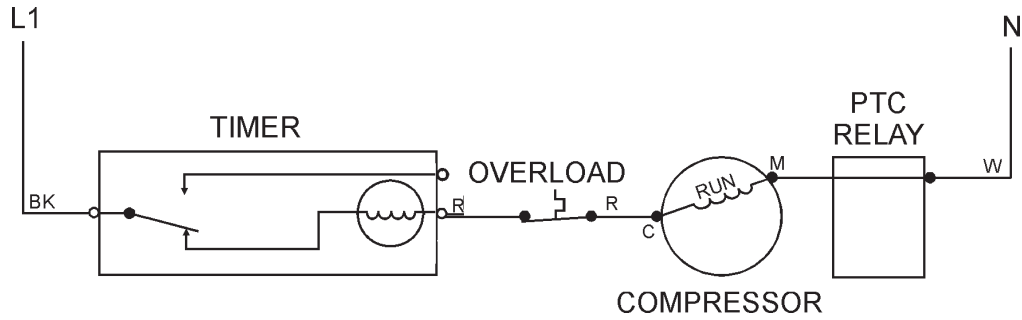 L1
N
TIMER
PTC
RELAY
OVERLOAD
BK
R
R
C
RUN
M
W
COMPRESSOR